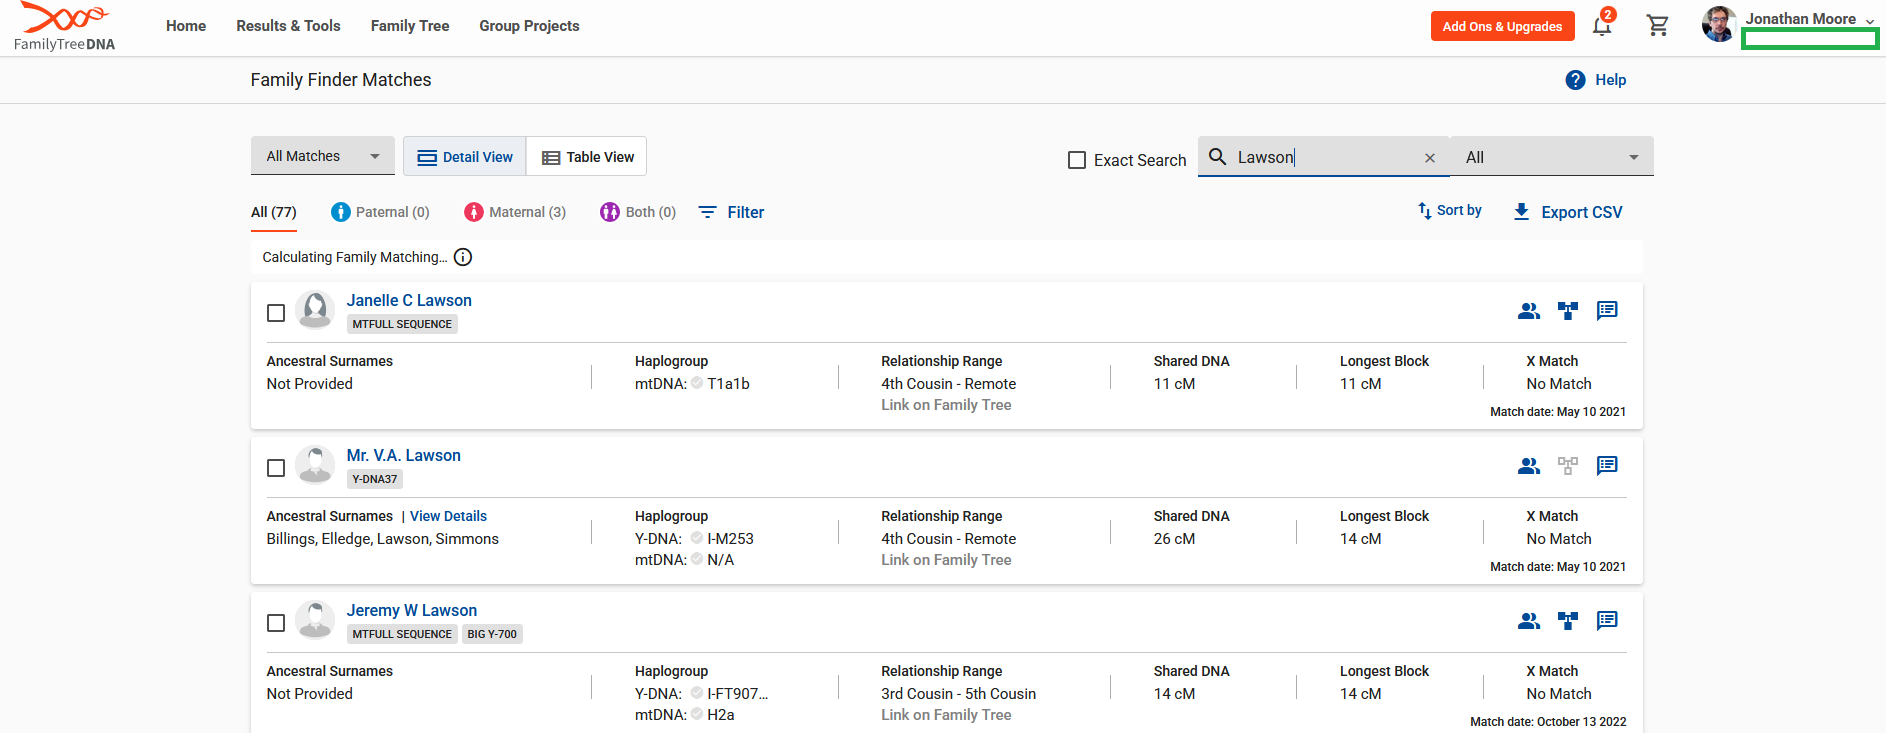 FamilyTreeDNA
Home Results & Tools Family Tree Group Projects
Add Ons & Upgrades 2 Jonathan Moore
Family Finder Matches ? Help
All Matches Detail View Table View Exact Search Lawson × All
All (77) Paternal (0) Maternal (3) Both (0) Filter Sort by Export CSV
Calculating Family Matching...
Janelle C Lawson
MTFULL SEQUENCE
Ancestral Surnames Haplogroup Relationship Range Shared DNA Longest Block X Match
Not Provided mtDNA: T1a1b 4th Cousin - Remote 11 cM 11 cM No Match
Link on Family Tree
Match date: May 10 2021
Mr. V.A. Lawson
Y-DNA37
Ancestral Surnames | View Details Haplogroup Relationship Range Shared DNA Longest Block X Match
Billings, Elledge, Lawson, Simmons Y-DNA: I-M253 4th Cousin - Remote 26 cM 14 cM No Match
mtDNA: N/A Link on Family Tree
Match date: May 10 2021
Jeremy W Lawson
MTFULL SEQUENCE BIG Y-700
Ancestral Surnames Haplogroup Relationship Range Shared DNA Longest Block X Match
Not Provided Y-DNA: I-FT907... 3rd Cousin - 5th Cousin 14 cM 14 cM No Match
mtDNA: H2a Link on Family Tree
Match date: October 13 2022